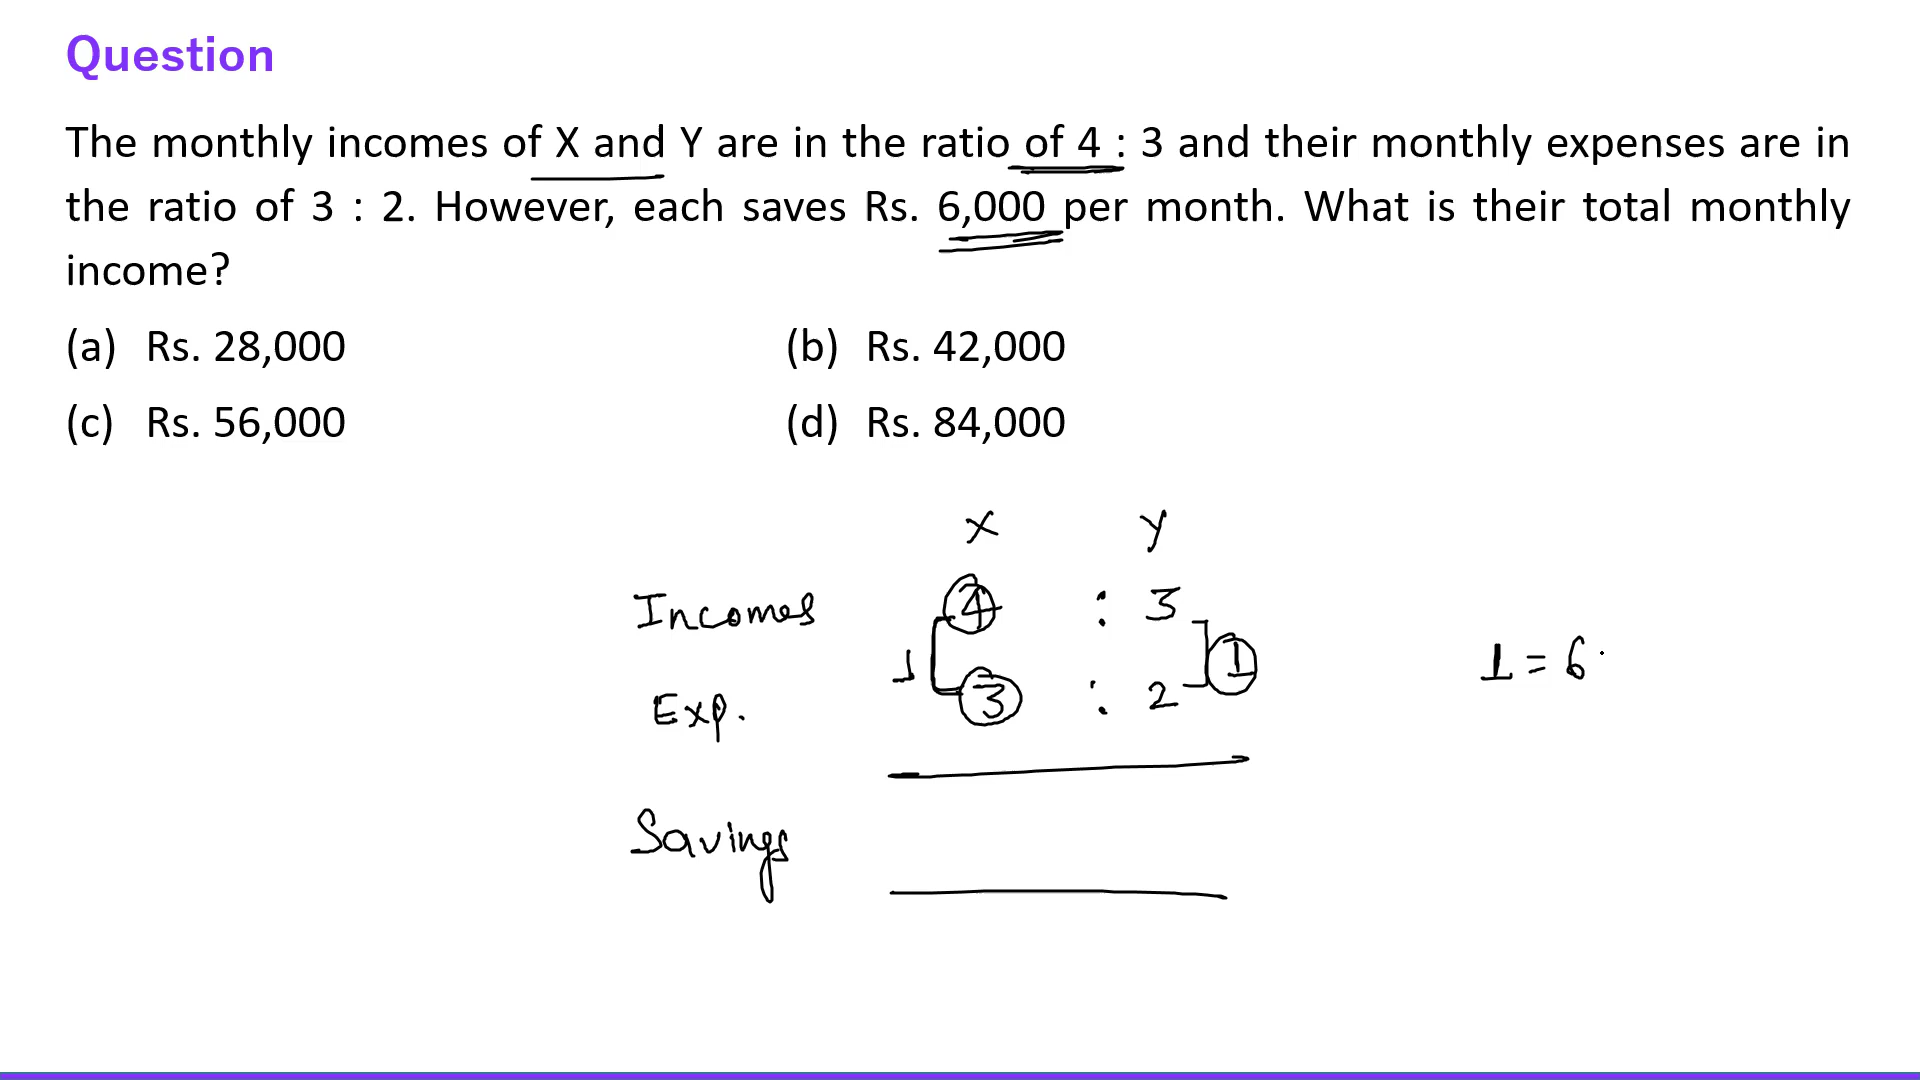 Question
The monthly incomes of X and Y are in the ratio of 4 : 3 and their monthly expenses are in
the ratio of 3 : 2. However, each saves Rs. 6,000 per month. What is their total monthly
income?
(a) Rs. 28,000 (b) Rs. 42,000
(c) Rs. 56,000 (d) Rs. 84,000
X Y
Incomes 4 : 3
1 1 1 = 6
Exp. 3 : 2
Savings